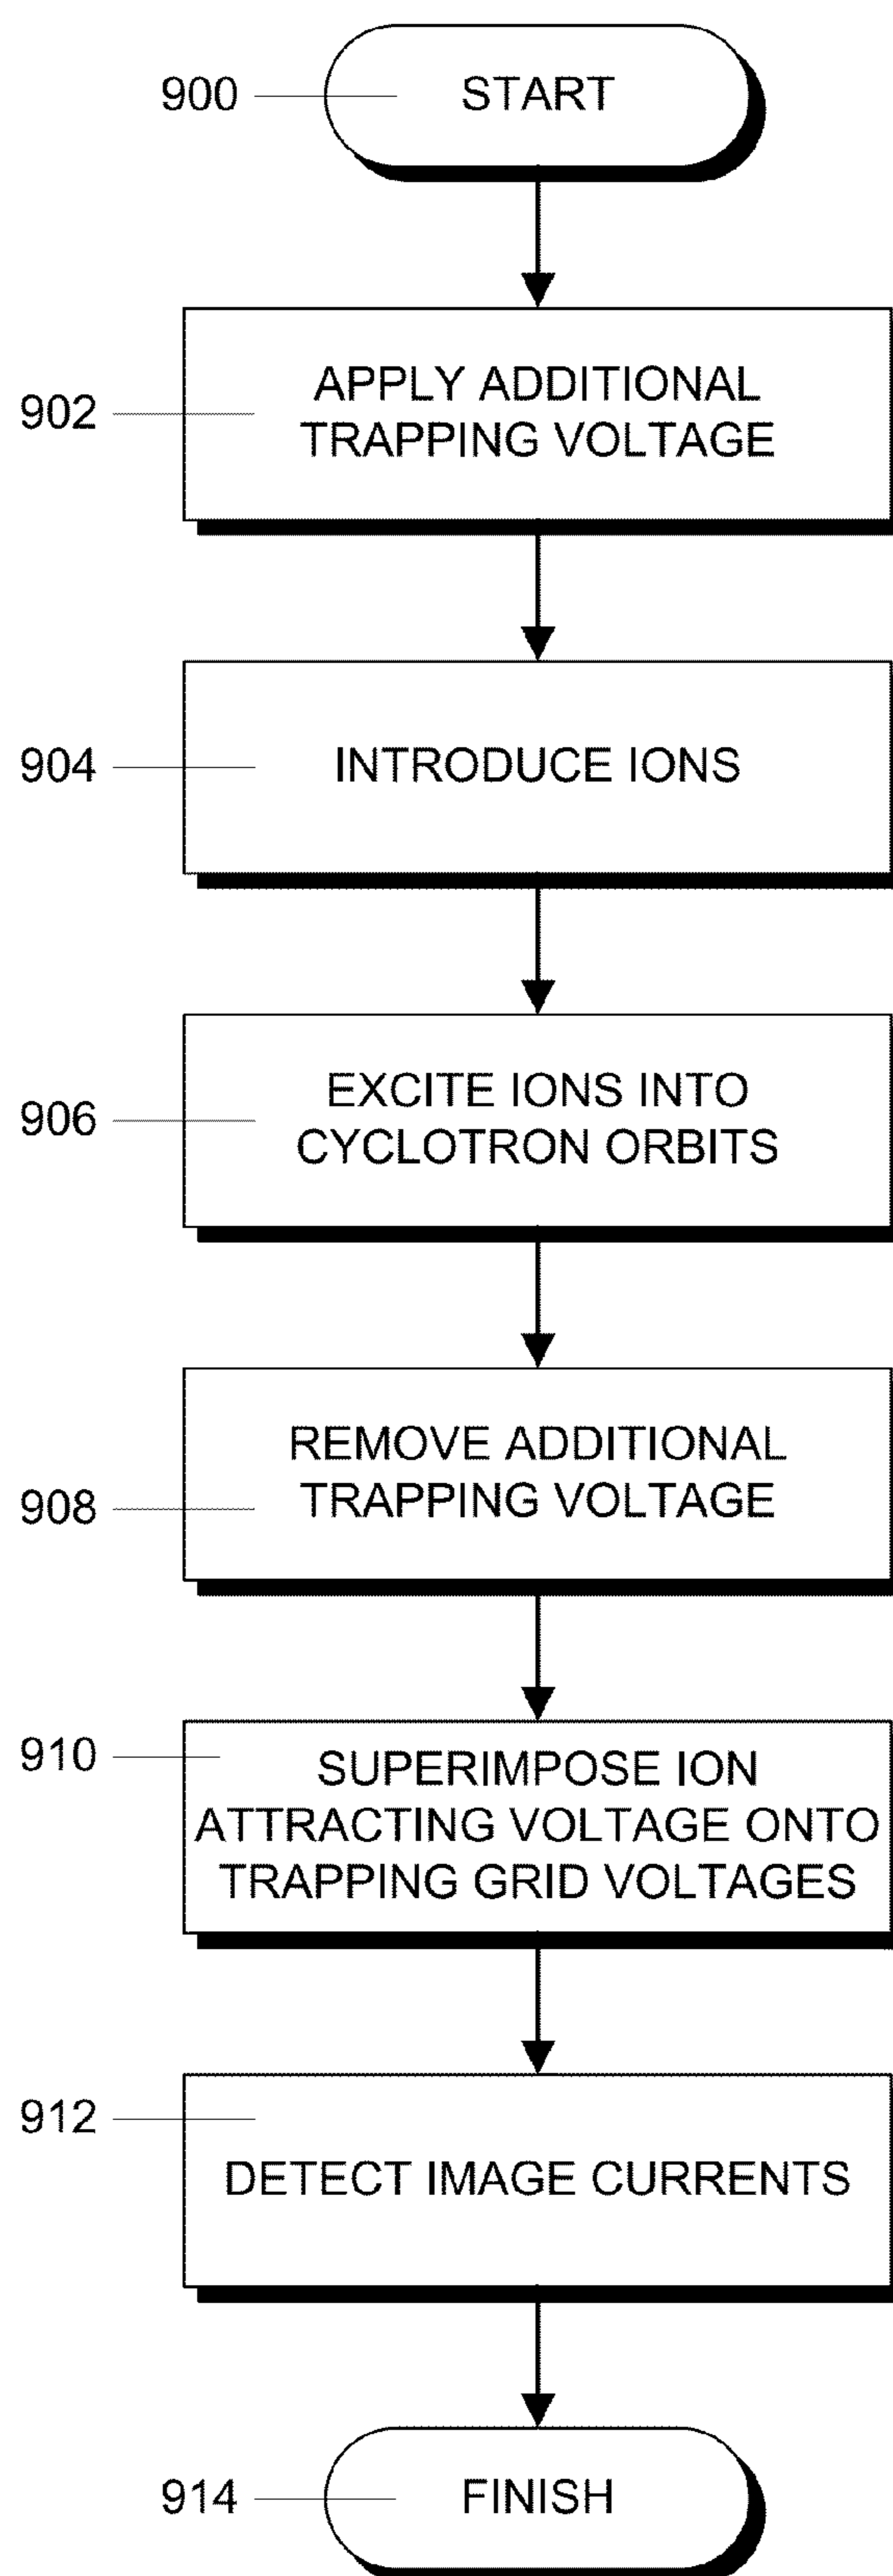 900
START
902
APPLY ADDITIONAL
TRAPPING VOLTAGE
904
INTRODUCE IONS
906
EXCITE IONS INTO
CYCLOTRON ORBITS
908
REMOVE ADDITIONAL
TRAPPING VOLTAGE
910
SUPERIMPOSE ION
ATTRACTING VOLTAGE ONTO
TRAPPING GRID VOLTAGES
912
DETECT IMAGE CURRENTS
914
FINISH